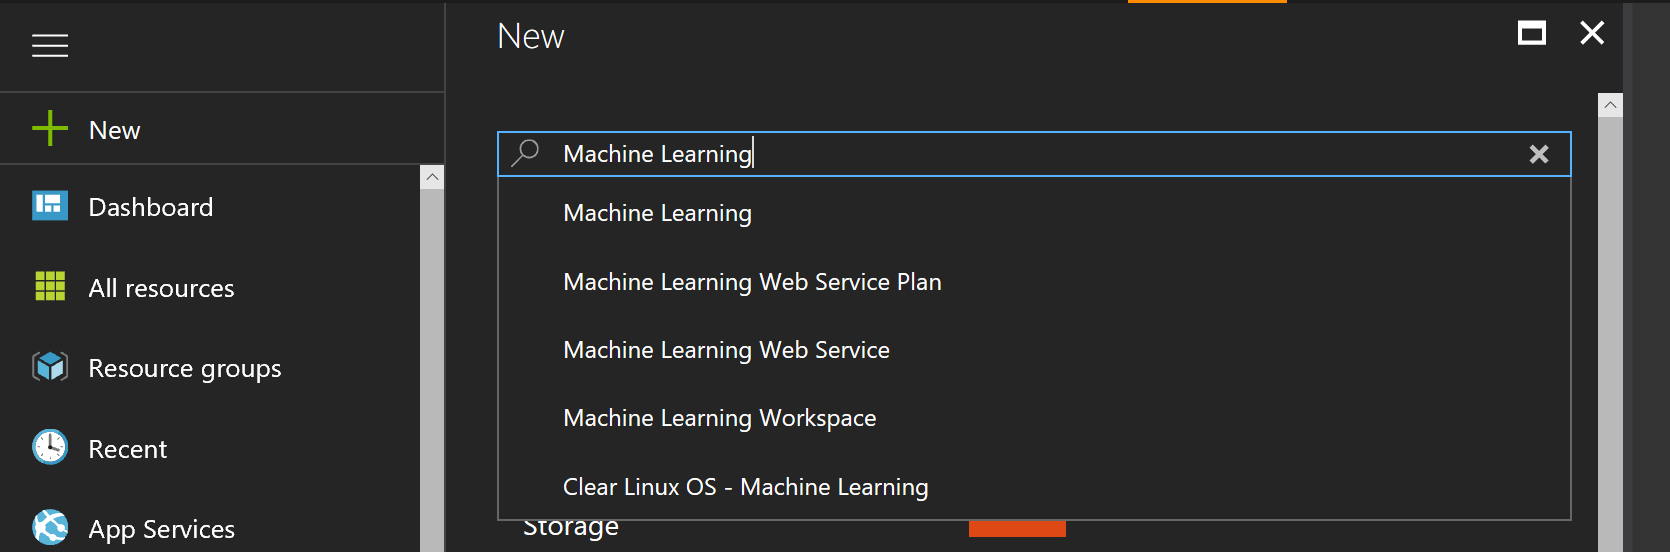 New
New
Dashboard
All resources
Resource groups
Recent
App Services
Machine Learning
Machine Learning
Machine Learning Web Service Plan
Machine Learning Web Service
Machine Learning Workspace
Clear Linux OS - Machine Learning
Storage